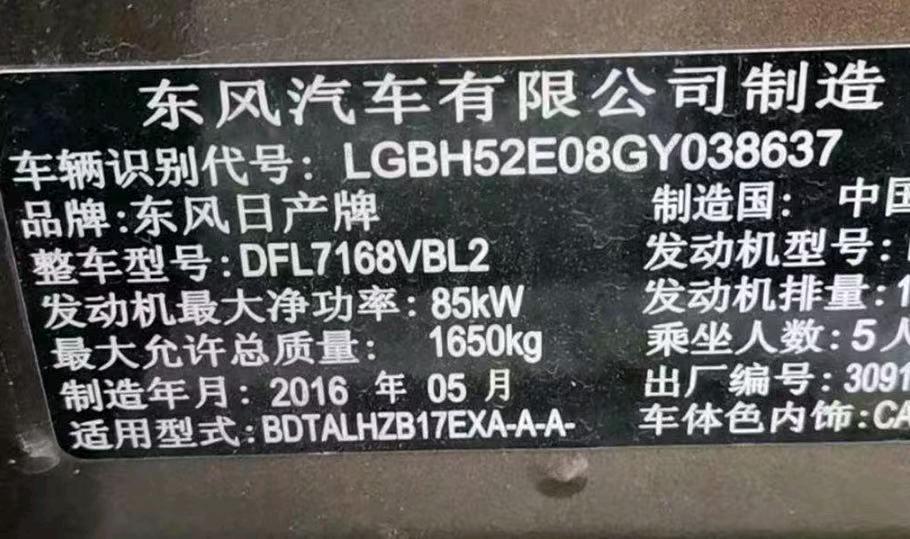 东风汽车有限公司制造
车辆识别代号: LGBH52E08GY038637
品牌:东风日产牌 制造国: 中国
整车型号:DFL7168VBL2 发动机型号:
发动机最大净功率:85kW 发动机排量:1
最大允许总质量: 1650kg 乘坐人数:5人
制造年月: 2016 年 05 月 出厂编号:3091
适用型式:BDTALHZB17EXA-A-A- 车体色内饰:CA